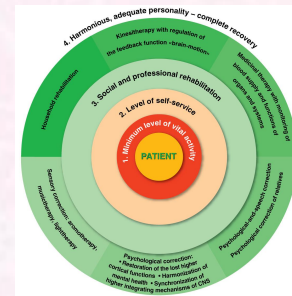 4. Harmonious, adequate personality – complete recovery
Kinesitherapy with regulation of
the feedback function «brain-motion»
Medicinal therapy with monitoring of
blood supply and functions of
organs and systems
Household rehabilitation
3. Social and professional rehabilitation
2. Level of self-service
1. Minimum level of vital activity
PATIENT
Sensory correction: aromotherapy,
musicotherapy, lighttherapy
Psychological correction:
• Restoration of the lost higher
cortical functions • Harmonization of
mental health • Synchronization of
higher integrating mechanisms of CNS
Psychological-and-speech correction
Psychological correction of relatives